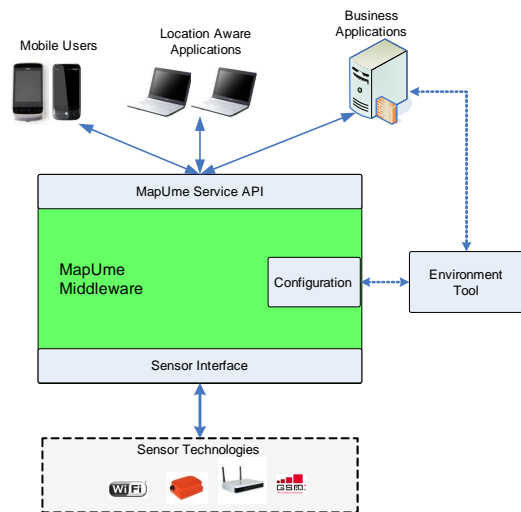 Mobile Users
Location Aware
Applications
Business
Applications
MapUme Service API
MapUme
Middleware
Configuration
Environment
Tool
Sensor Interface
Sensor Technologies
WiFi
GSM